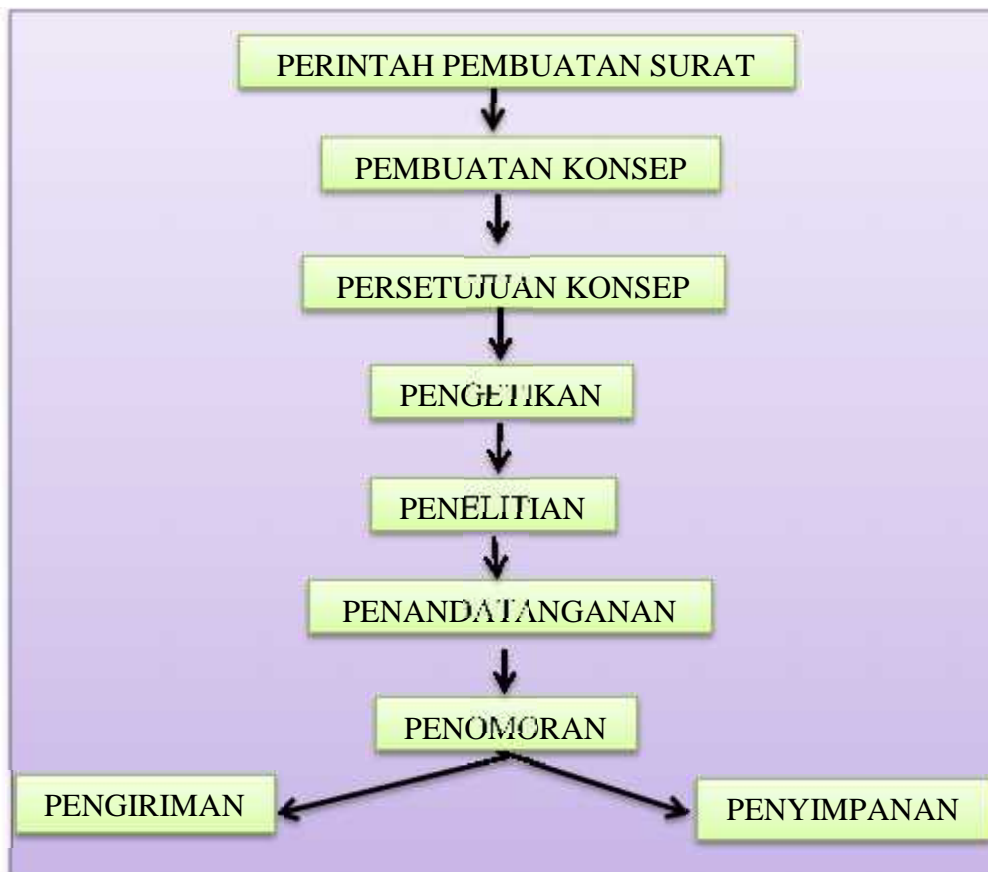 PERINTAH PEMBUATAN SURAT
PEMBUATAN KONSEP
PERSETUJUAN KONSEP
PENGETIKAN
PENELITIAN
PENANDATANGANAN
PENOMORAN
PENGIRIMAN
PENYIMPANAN